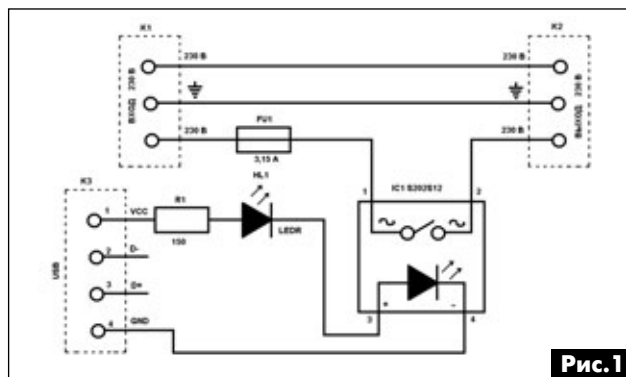 K1
K2
230 В
230 В
ВХОД 230 В
ВЫХОД 230 В
230 В
FU1
230 В
3,15 А
K3
HL1
1
2
IC1 S202S12
1
VCC
R1
150
LEDR
USB
2
D-
3
D+
4
GND
+
-
3
4
Рис.1